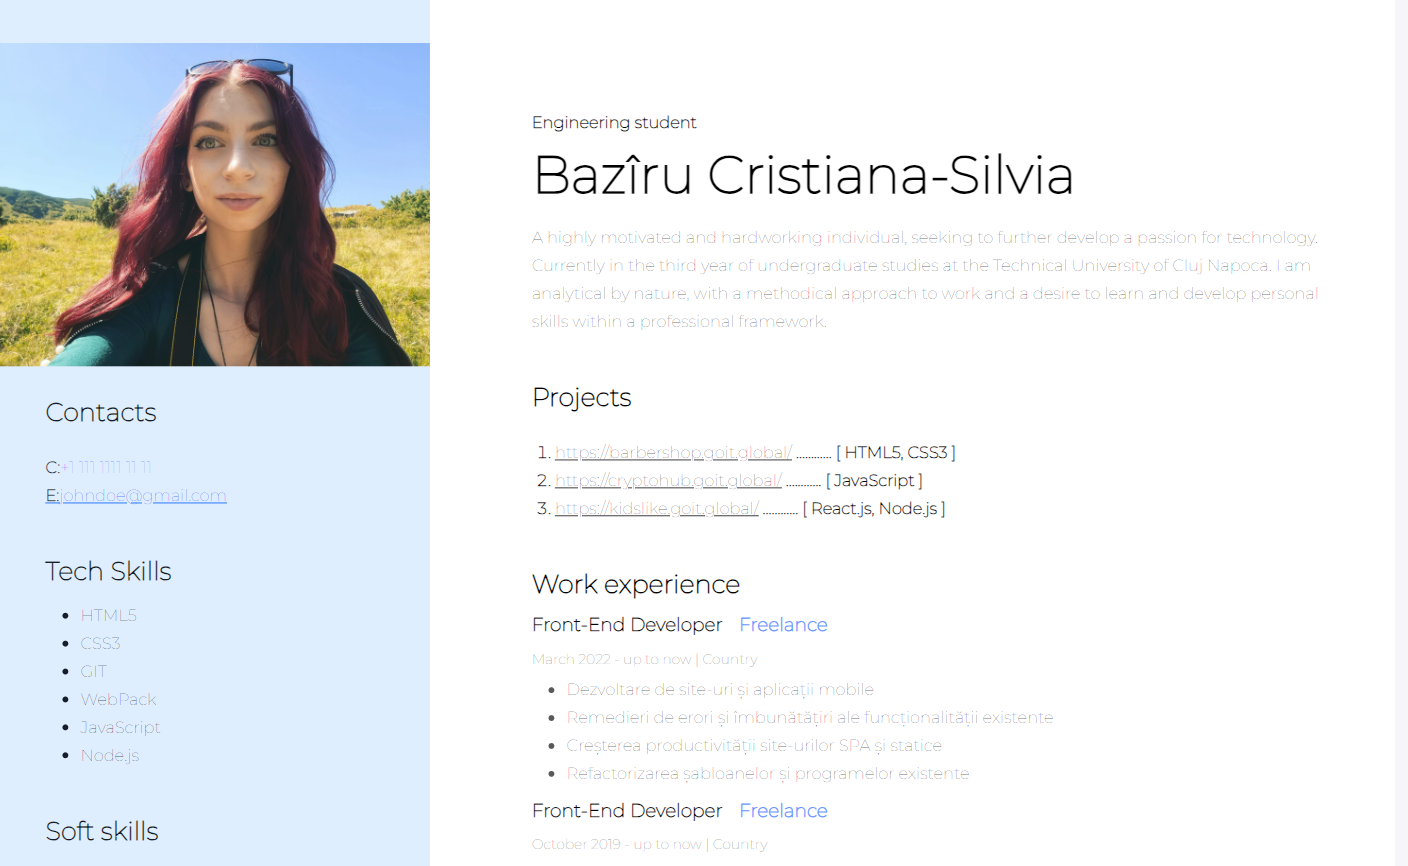 Contacts
C:+1 111 1111 11 11
E:johndoe@gmail.com
Tech Skills
HTML5
CSS3
GIT
WebPack
JavaScript
Node.js
Soft skills
Engineering student
Bazîru Cristiana-Silvia
A highly motivated and hardworking individual, seeking to further develop a passion for technology.
Currently in the third year of undergraduate studies at the Technical University of Cluj Napoca. I am
analytical by nature, with a methodical approach to work and a desire to learn and develop personal
skills within a professional framework.
Projects
1. https://barbershop.goit.global/ ............ [ HTML5, CSS3 ]
2. https://cryptohub.goit.global/ ............ [ JavaScript ]
3. https://kidslike.goit.global/ ............ [ React.js, Node.js ]
Work experience
Front-End Developer Freelance
March 2022 - up to now | Country
Dezvoltare de site-uri și aplicații mobile
Remedieri de erori și îmbunătățiri ale funcționalității existente
Creșterea productivității site-urilor SPA și statice
Refactorizarea șabloanelor și programelor existente
Front-End Developer Freelance
October 2019 - up to now | Country